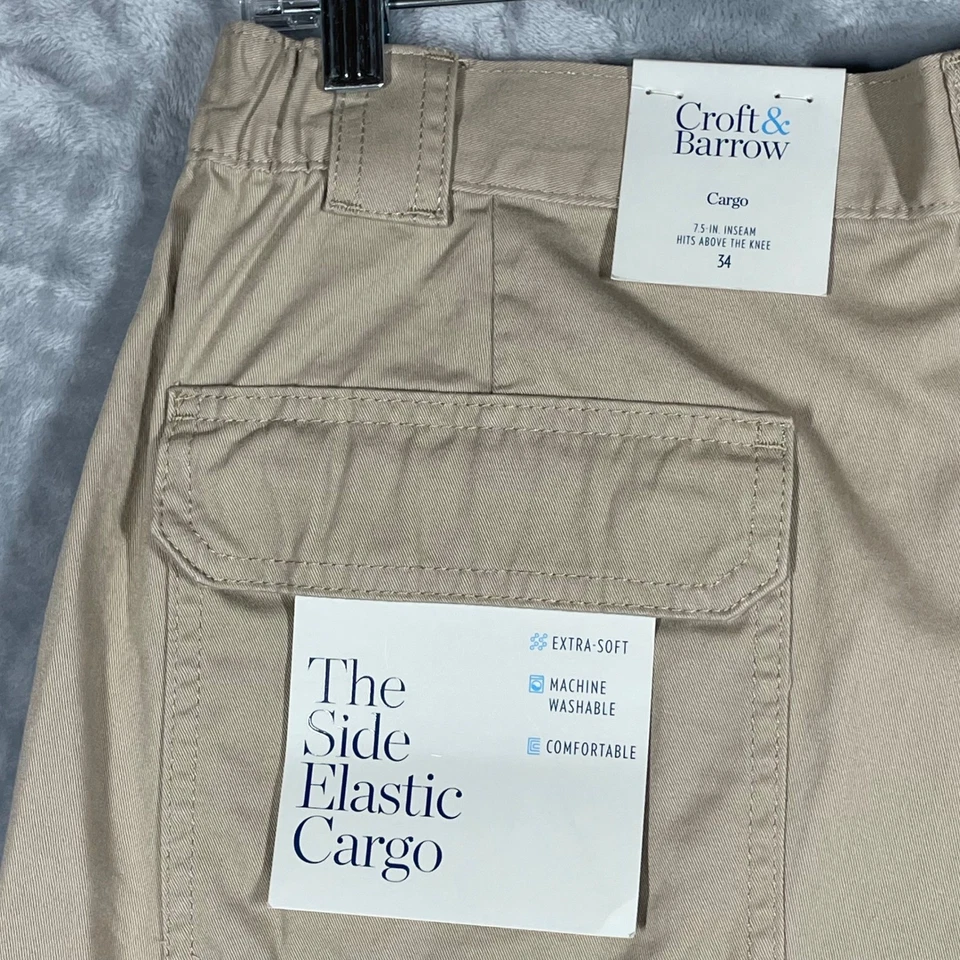 Croft&
Barrow
Cargo
7.5-IN. INSEAM
HITS ABOVE THE KNEE
34
The
Side
Elastic
Cargo
EXTRA-SOFT
MACHINE
WASHABLE
COMFORTABLE